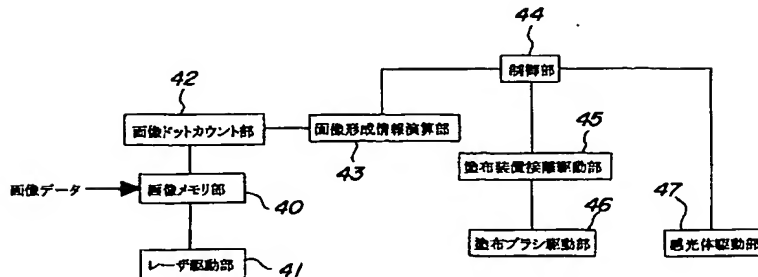 44
制御部
42
画像ドットカウント部
画像形成情報演算部
43
45
塗布装置接離駆動部
画像データ
画像メモリ部
40
46
塗布ブラシ駆動部
47
感光体駆動部
レーザ駆動部
41